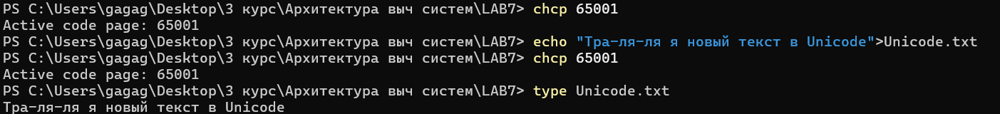 PS C:\Users\gagag\Desktop\3 курс\Архитектура выч систем\LAB7> chcp 65001
Active code page: 65001
PS C:\Users\gagag\Desktop\3 курс\Архитектура выч систем\LAB7> echo "Тра-ля-ля я новый текст в Unicode">Unicode.txt
PS C:\Users\gagag\Desktop\3 курс\Архитектура выч систем\LAB7> chcp 65001
Active code page: 65001
PS C:\Users\gagag\Desktop\3 курс\Архитектура выч систем\LAB7> type Unicode.txt
Тра-ля-ля я новый текст в Unicode